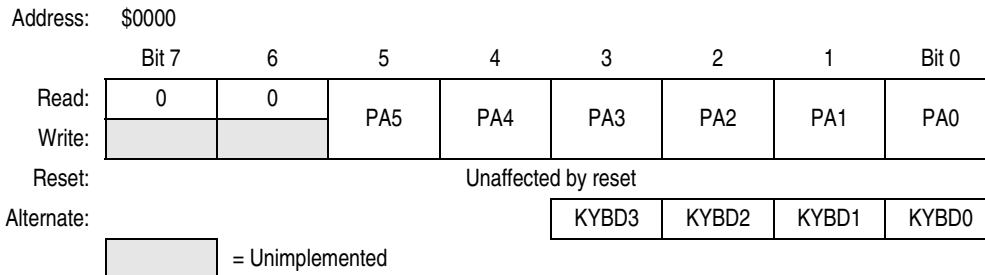 Address: $0000
Bit 7 6 5 4 3 2 1 Bit 0
Read: 0 0 PA5 PA4 PA3 PA2 PA1 PA0
Write:
Reset: Unaffected by reset
Alternate: KYBD3 KYBD2 KYBD1 KYBD0
= Unimplemented